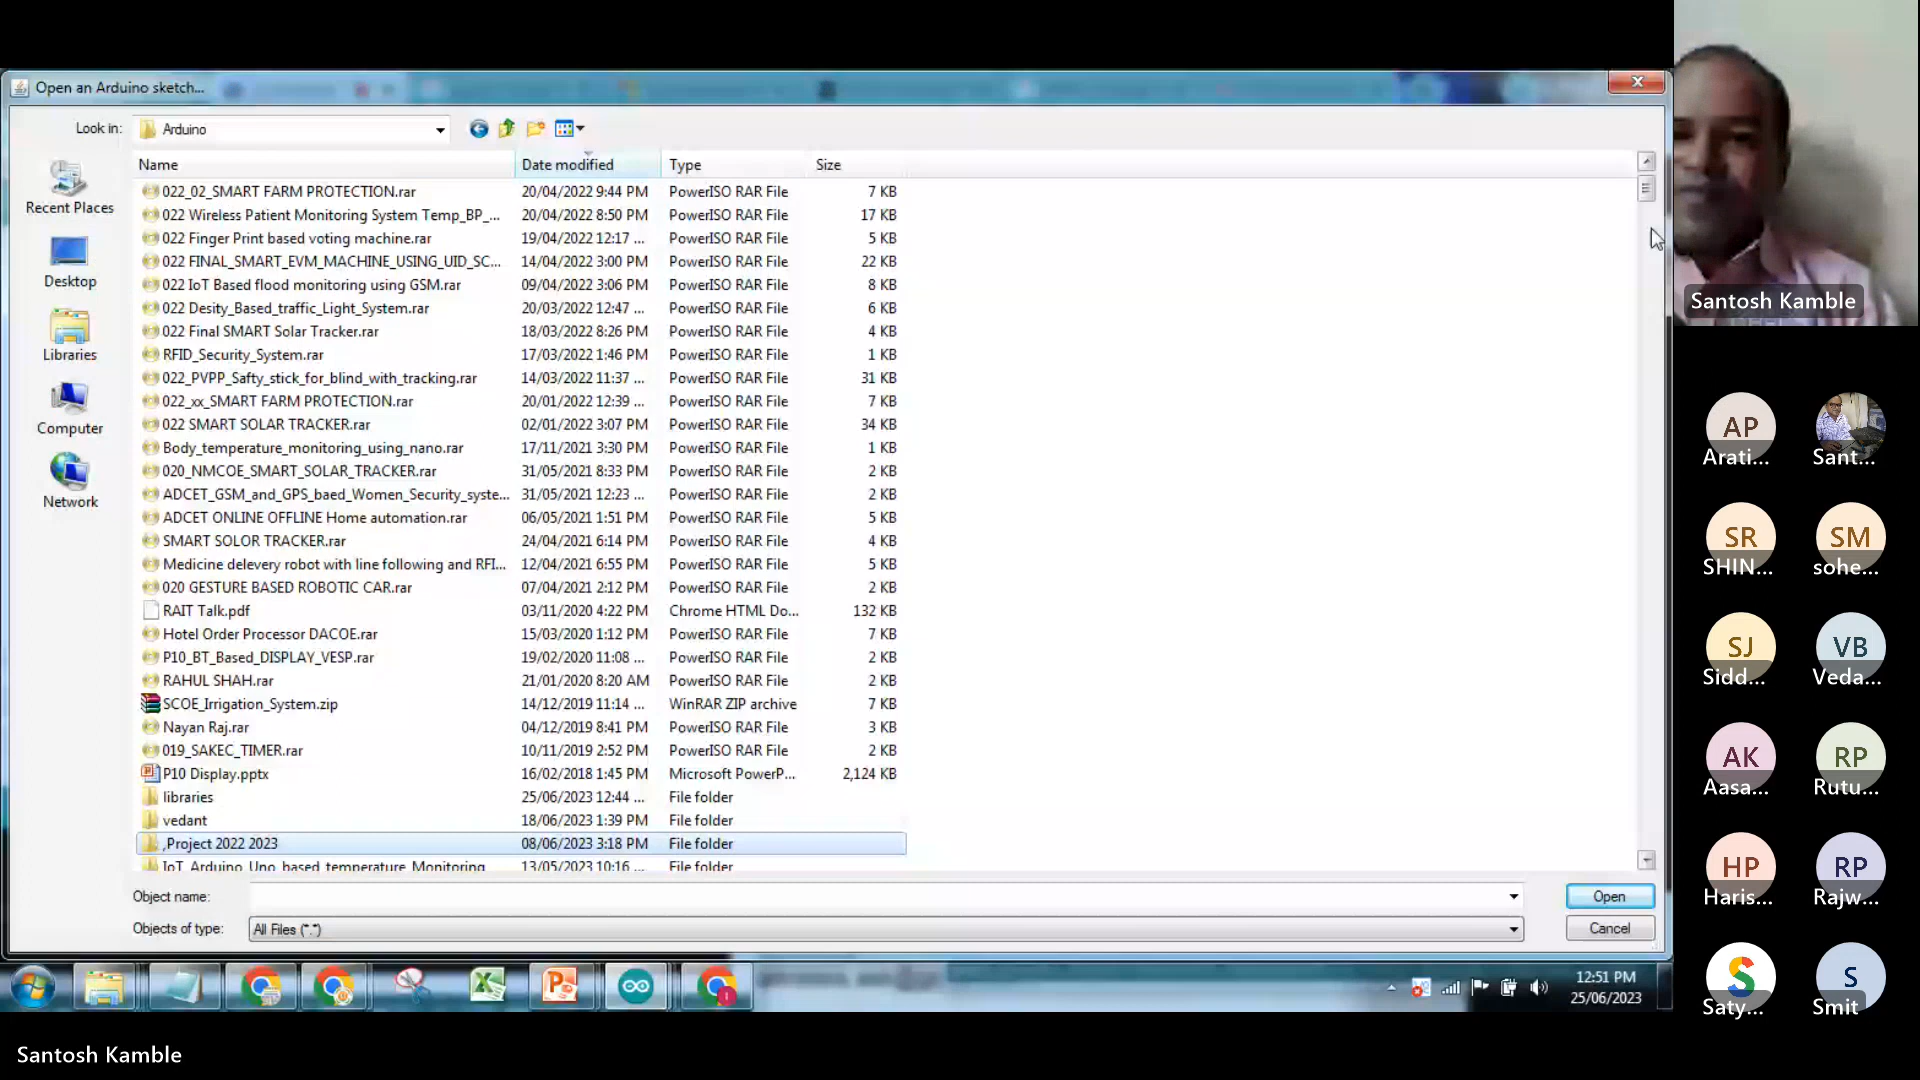 Open an Arduino sketch...
Look in: Arduino
Name Date modified Type Size
022_02_SMART FARM PROTECTION.rar 20/04/2022 9:44 PM PowerISO RAR File 7 KB
022 Wireless Patient Monitoring System Temp_BP_... 20/04/2022 8:50 PM PowerISO RAR File 17 KB
022 Finger Print based voting machine.rar 19/04/2022 12:17 ... PowerISO RAR File 5 KB
022 FINAL_SMART_EVM_MACHINE_USING_UID_SC... 14/04/2022 3:00 PM PowerISO RAR File 22 KB
022 IoT Based flood monitoring using GSM.rar 09/04/2022 3:06 PM PowerISO RAR File 8 KB
022 Desity_Based_traffic_Light_System.rar 20/03/2022 12:47 ... PowerISO RAR File 6 KB
022 Final SMART Solar Tracker.rar 18/03/2022 8:26 PM PowerISO RAR File 4 KB
RFID_Security_System.rar 17/03/2022 1:46 PM PowerISO RAR File 1 KB
022_PVPP_Safty_stick_for_blind_with_tracking.rar 14/03/2022 11:37 ... PowerISO RAR File 31 KB
022_xx_SMART FARM PROTECTION.rar 20/01/2022 12:39 ... PowerISO RAR File 7 KB
022 SMART SOLAR TRACKER.rar 02/01/2022 3:07 PM PowerISO RAR File 34 KB
Body_temperature_monitoring_using_nano.rar 17/11/2021 3:30 PM PowerISO RAR File 1 KB
020_NMCOE_SMART_SOLAR_TRACKER.rar 31/05/2021 8:33 PM PowerISO RAR File 2 KB
ADCET_GSM_and_GPS_baed_Women_Security_syste... 31/05/2021 12:23 ... PowerISO RAR File 2 KB
ADCET ONLINE OFFLINE Home automation.rar 06/05/2021 1:51 PM PowerISO RAR File 5 KB
SMART SOLOR TRACKER.rar 24/04/2021 6:14 PM PowerISO RAR File 4 KB
Medicine delevery robot with line following and RFI... 12/04/2021 6:55 PM PowerISO RAR File 5 KB
020 GESTURE BASED ROBOTIC CAR.rar 07/04/2021 2:12 PM PowerISO RAR File 2 KB
RAIT Talk.pdf 03/11/2020 4:22 PM Chrome HTML Do... 132 KB
Hotel Order Processor DACOE.rar 15/03/2020 1:12 PM PowerISO RAR File 7 KB
P10_BT_Based_DISPLAY_VESP.rar 19/02/2020 11:08 ... PowerISO RAR File 2 KB
RAHUL SHAH.rar 21/01/2020 8:20 AM PowerISO RAR File 2 KB
SCOE_Irrigation_System.zip 14/12/2019 11:14 ... WinRAR ZIP archive 7 KB
Nayan Raj.rar 04/12/2019 8:41 PM PowerISO RAR File 3 KB
019_SAKEC_TIMER.rar 10/11/2019 2:52 PM PowerISO RAR File 2 KB
P10 Display.pptx 16/02/2018 1:45 PM Microsoft PowerP... 2,124 KB
libraries 25/06/2023 12:44 ... File folder
vedant 18/06/2023 1:39 PM File folder
,Project 2022 2023 08/06/2023 3:18 PM File folder
IoT Arduino Uno based temperature Monitoring 13/05/2023 10:16 ... File folder
Recent Places
Desktop
Libraries
Computer
Network
Object name:
Open
Objects of type: All Files (*.*)
Cancel
12:51 PM
25/06/2023
Santosh Kamble
Santosh Kamble
AP
Arati... Sant...
SR SM
SHIN... sohe...
SJ VB
Sidd... Veda...
AK RP
Aasa... Rutu...
HP RP
Haris... Rajw...
S S
Saty... Smit